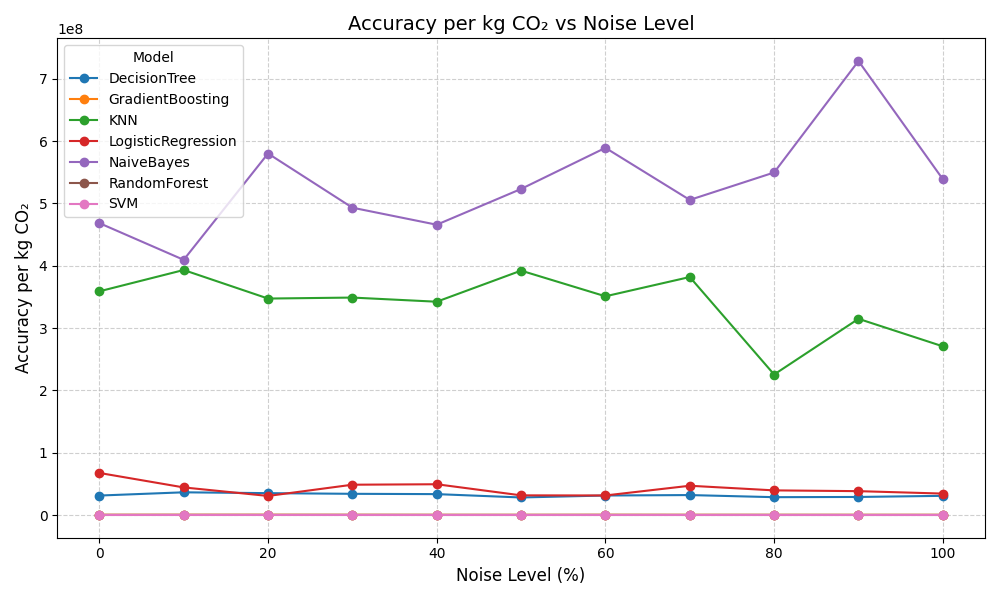 Accuracy per kg CO₂ vs Noise Level
1e8
Model
DecisionTree
GradientBoosting
KNN
LogisticRegression
NaiveBayes
RandomForest
SVM
Accuracy per kg CO₂
7
6
5
4
3
2
1
0
0 20 40 60 80 100
Noise Level (%)